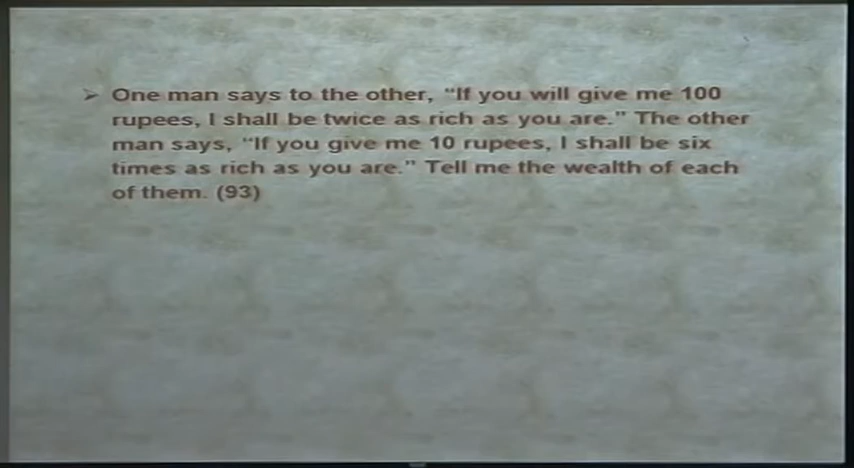 ➢ One man says to the other, “If you will give me 100
rupees, I shall be twice as rich as you are.” The other
man says, “If you give me 10 rupees, I shall be six
times as rich as you are.” Tell me the wealth of each
of them. (93)